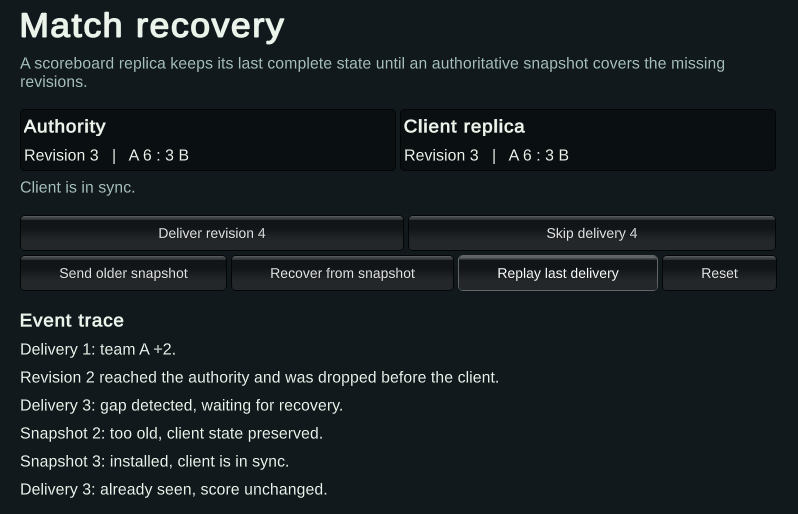 Match recovery
A scoreboard replica keeps its last complete state until an authoritative snapshot covers the missing
revisions.
Authority
Revision 3 | A 6 : 3 B
Client replica
Revision 3 | A 6 : 3 B
Client is in sync.
Deliver revision 4
Skip delivery 4
Send older snapshot
Recover from snapshot
Replay last delivery
Reset
Event trace
Delivery 1: team A +2.
Revision 2 reached the authority and was dropped before the client.
Delivery 3: gap detected, waiting for recovery.
Snapshot 2: too old, client state preserved.
Snapshot 3: installed, client is in sync.
Delivery 3: already seen, score unchanged.